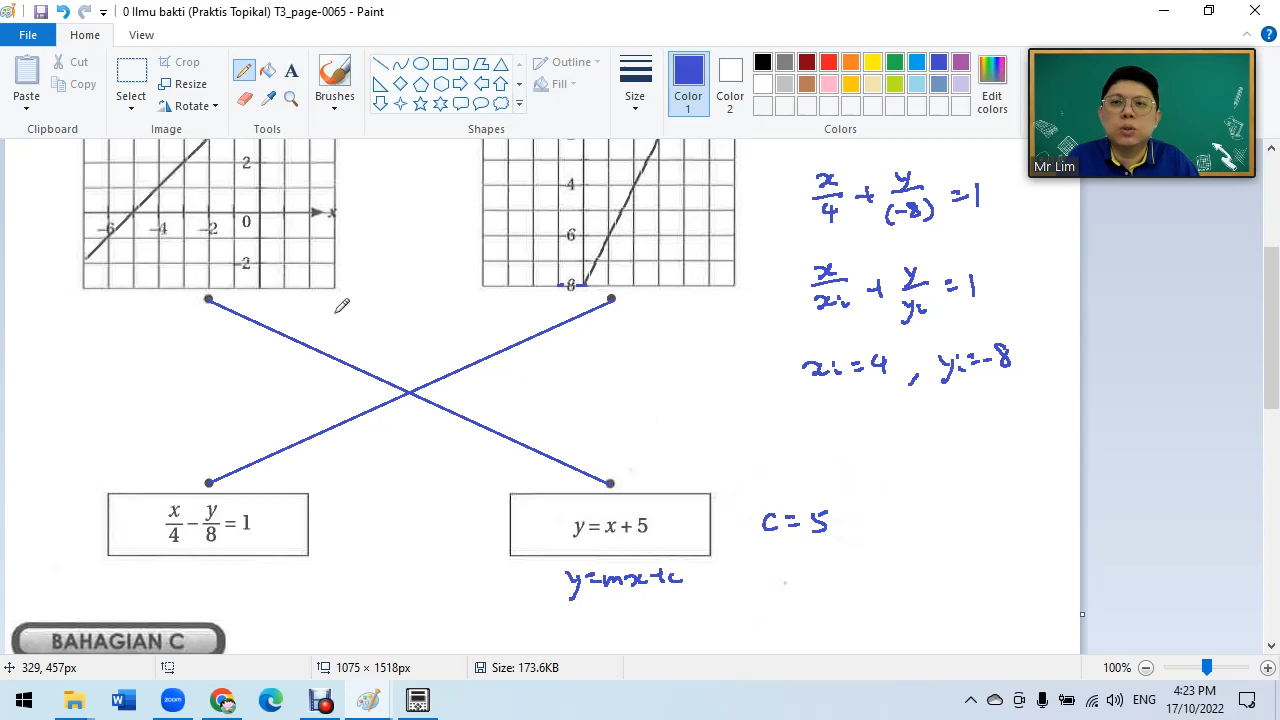 0 Ilmu bakti (Praktis Topikal) T3_page-0065 - Paint
File
Home
View
Paste
Cut
Copy
Clipboard
Select
Crop
Resize
Rotate
Image
A
Tools
Brushes
Shapes
Outline
Fill
Size
Color 1
Color 2
Colors
Edit colors
Mr Lim
2
x
-6
-4
-2
0
-2
4
6
-8
x/4 + y/(-8) = 1
x/xi + y/yi = 1
xi = 4 , yi = -8
x/4 − y/8 = 1
y = x + 5
c = 5
y = mx + c
BAHAGIAN C
329, 457px
1075 × 1518px
Size: 173.6KB
100%
W
zoom
ENG
4:23 PM
17/10/2022